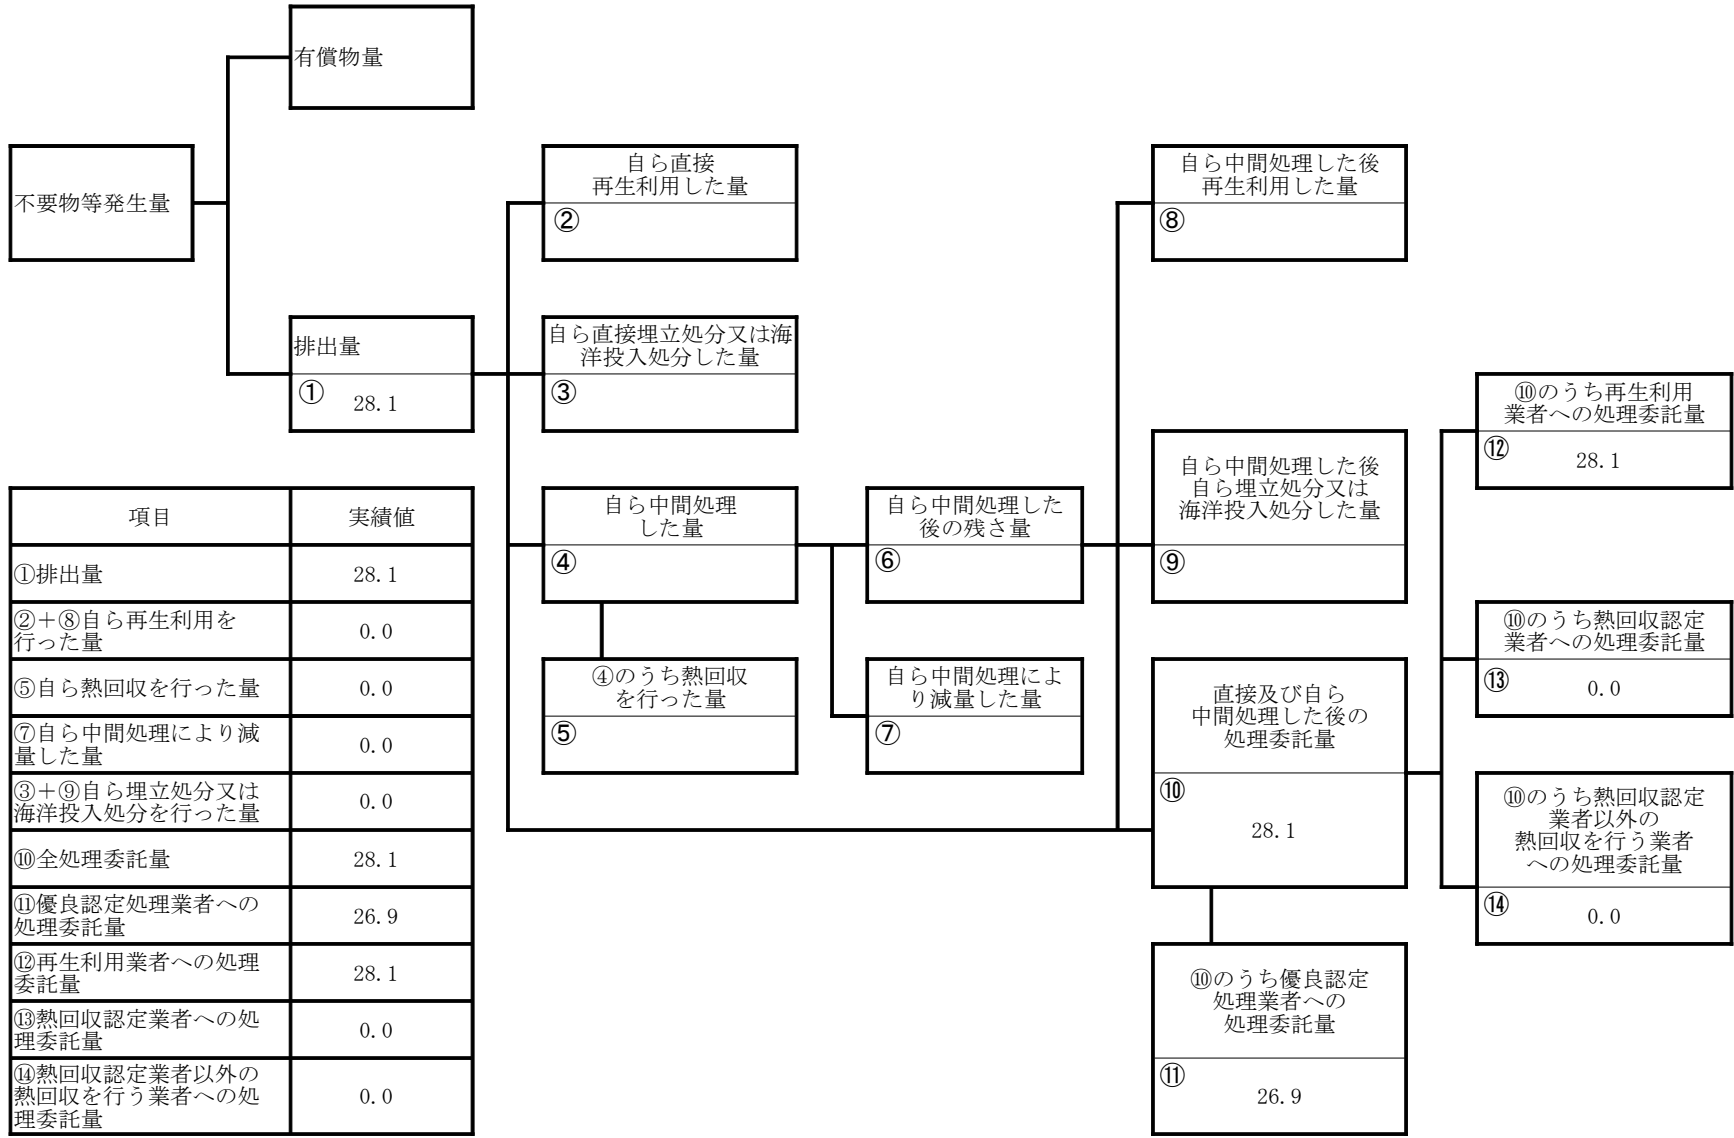 有償物量
不要物等発生量
排出量
①
28.1
自ら直接
再生利用した量
②
自ら直接埋立処分又は海
洋投入処分した量
③
自ら中間処理
した量
④
④のうち熱回収
を行った量
⑤
自ら中間処理した
後の残さ量
⑥
自ら中間処理によ
り減量した量
⑦
自ら中間処理した後
再生利用した量
⑧
自ら中間処理した後
自ら埋立処分又は
海洋投入処分した量
⑨
直接及び自ら
中間処理した後の
処理委託量
⑩
28.1
⑩のうち優良認定
処理業者への
処理委託量
⑪
26.9
⑩のうち再生利用
業者への処理委託量
⑫
28.1
⑩のうち熱回収認定
業者への処理委託量
⑬
0.0
⑩のうち熱回収認定
業者以外の
熱回収を行う業者
への処理委託量
⑭
0.0
項目 実績値
①排出量 28.1
②+⑧自ら再生利用を
行った量 0.0
⑤自ら熱回収を行った量 0.0
⑦自ら中間処理により減
量した量 0.0
③+⑨自ら埋立処分又は
海洋投入処分を行った量 0.0
⑩全処理委託量 28.1
⑪優良認定処理業者への
処理委託量 26.9
⑫再生利用業者への処理
委託量 28.1
⑬熱回収認定業者への処
理委託量 0.0
⑭熱回収認定業者以外の
熱回収を行う業者への処
理委託量 0.0